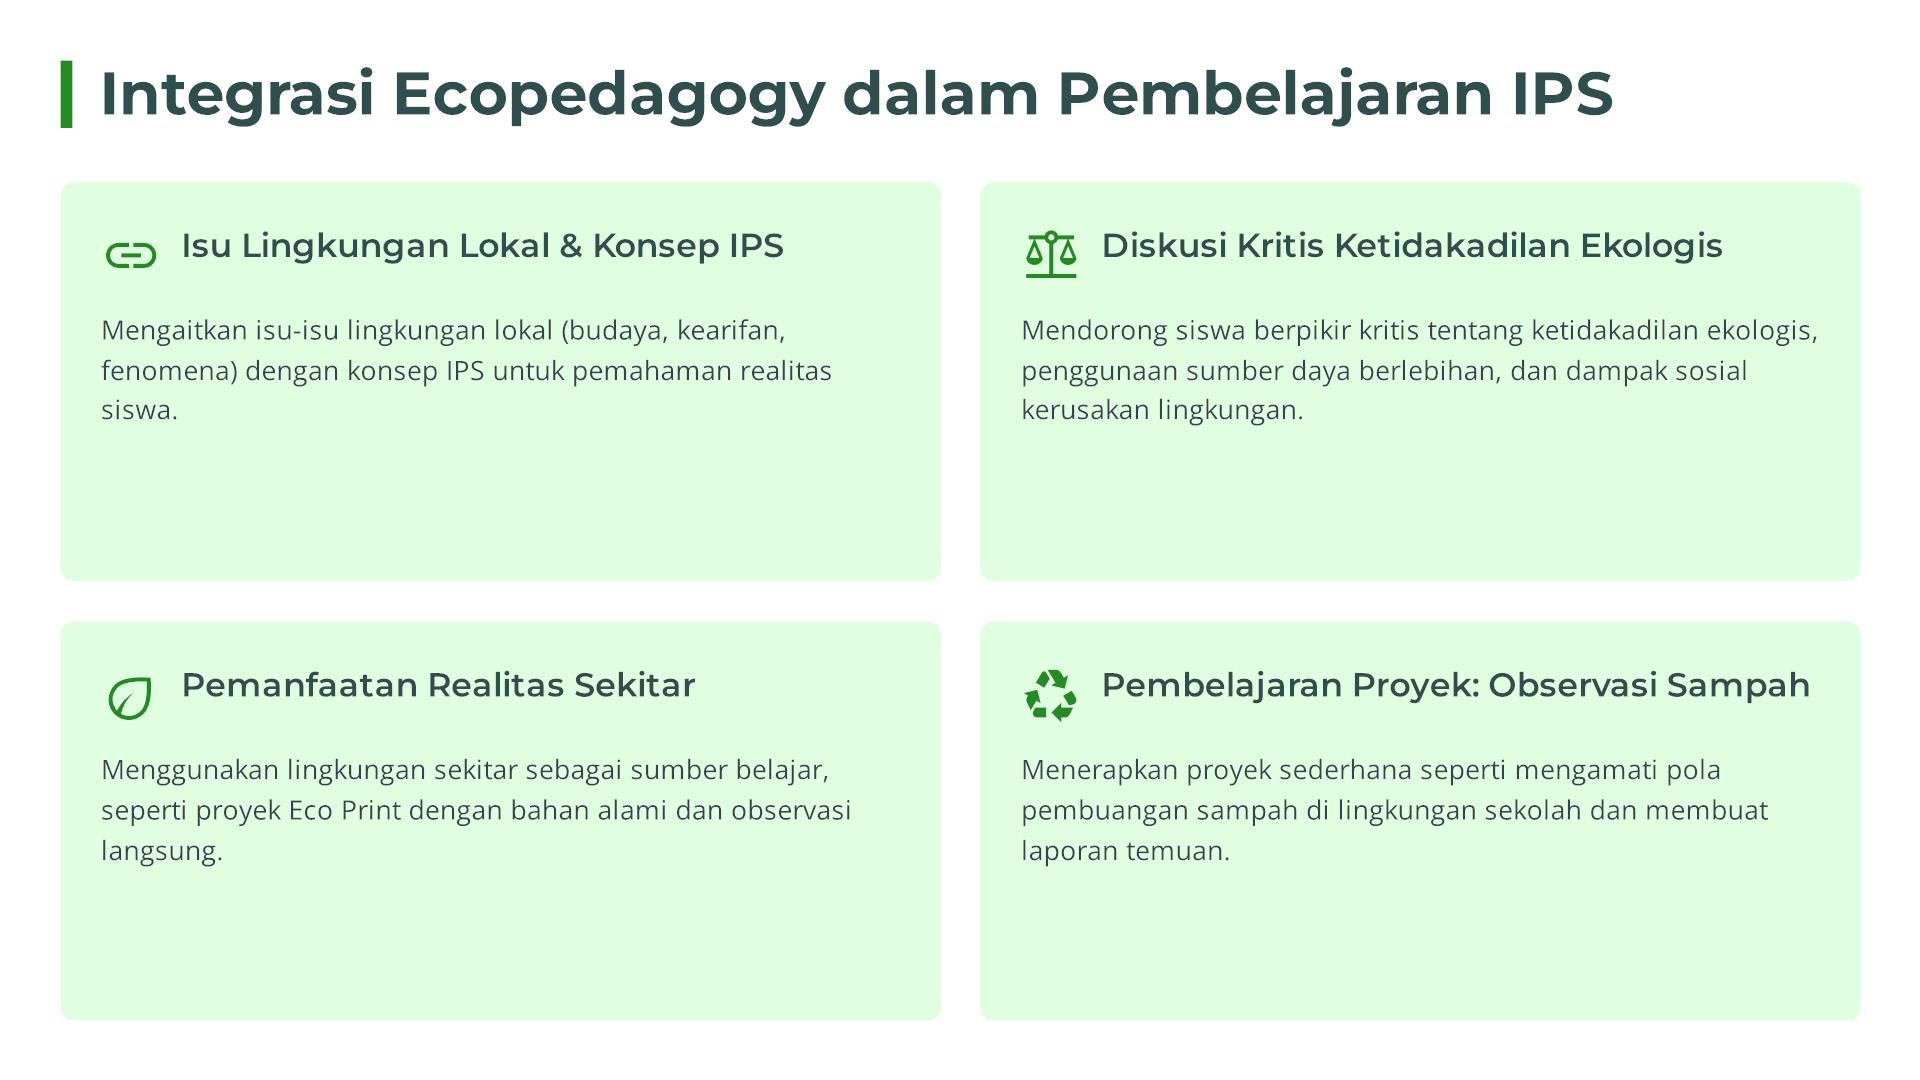 Integrasi Ecopedagogy dalam Pembelajaran IPS
Isu Lingkungan Lokal & Konsep IPS
Mengaitkan isu-isu lingkungan lokal (budaya, kearifan,
fenomena) dengan konsep IPS untuk pemahaman realitas
siswa.
Diskusi Kritis Ketidakadilan Ekologis
Mendorong siswa berpikir kritis tentang ketidakadilan ekologis,
penggunaan sumber daya berlebihan, dan dampak sosial
kerusakan lingkungan.
Pemanfaatan Realitas Sekitar
Menggunakan lingkungan sekitar sebagai sumber belajar,
seperti proyek Eco Print dengan bahan alami dan observasi
langsung.
Pembelajaran Proyek: Observasi Sampah
Menerapkan proyek sederhana seperti mengamati pola
pembuangan sampah di lingkungan sekolah dan membuat
laporan temuan.